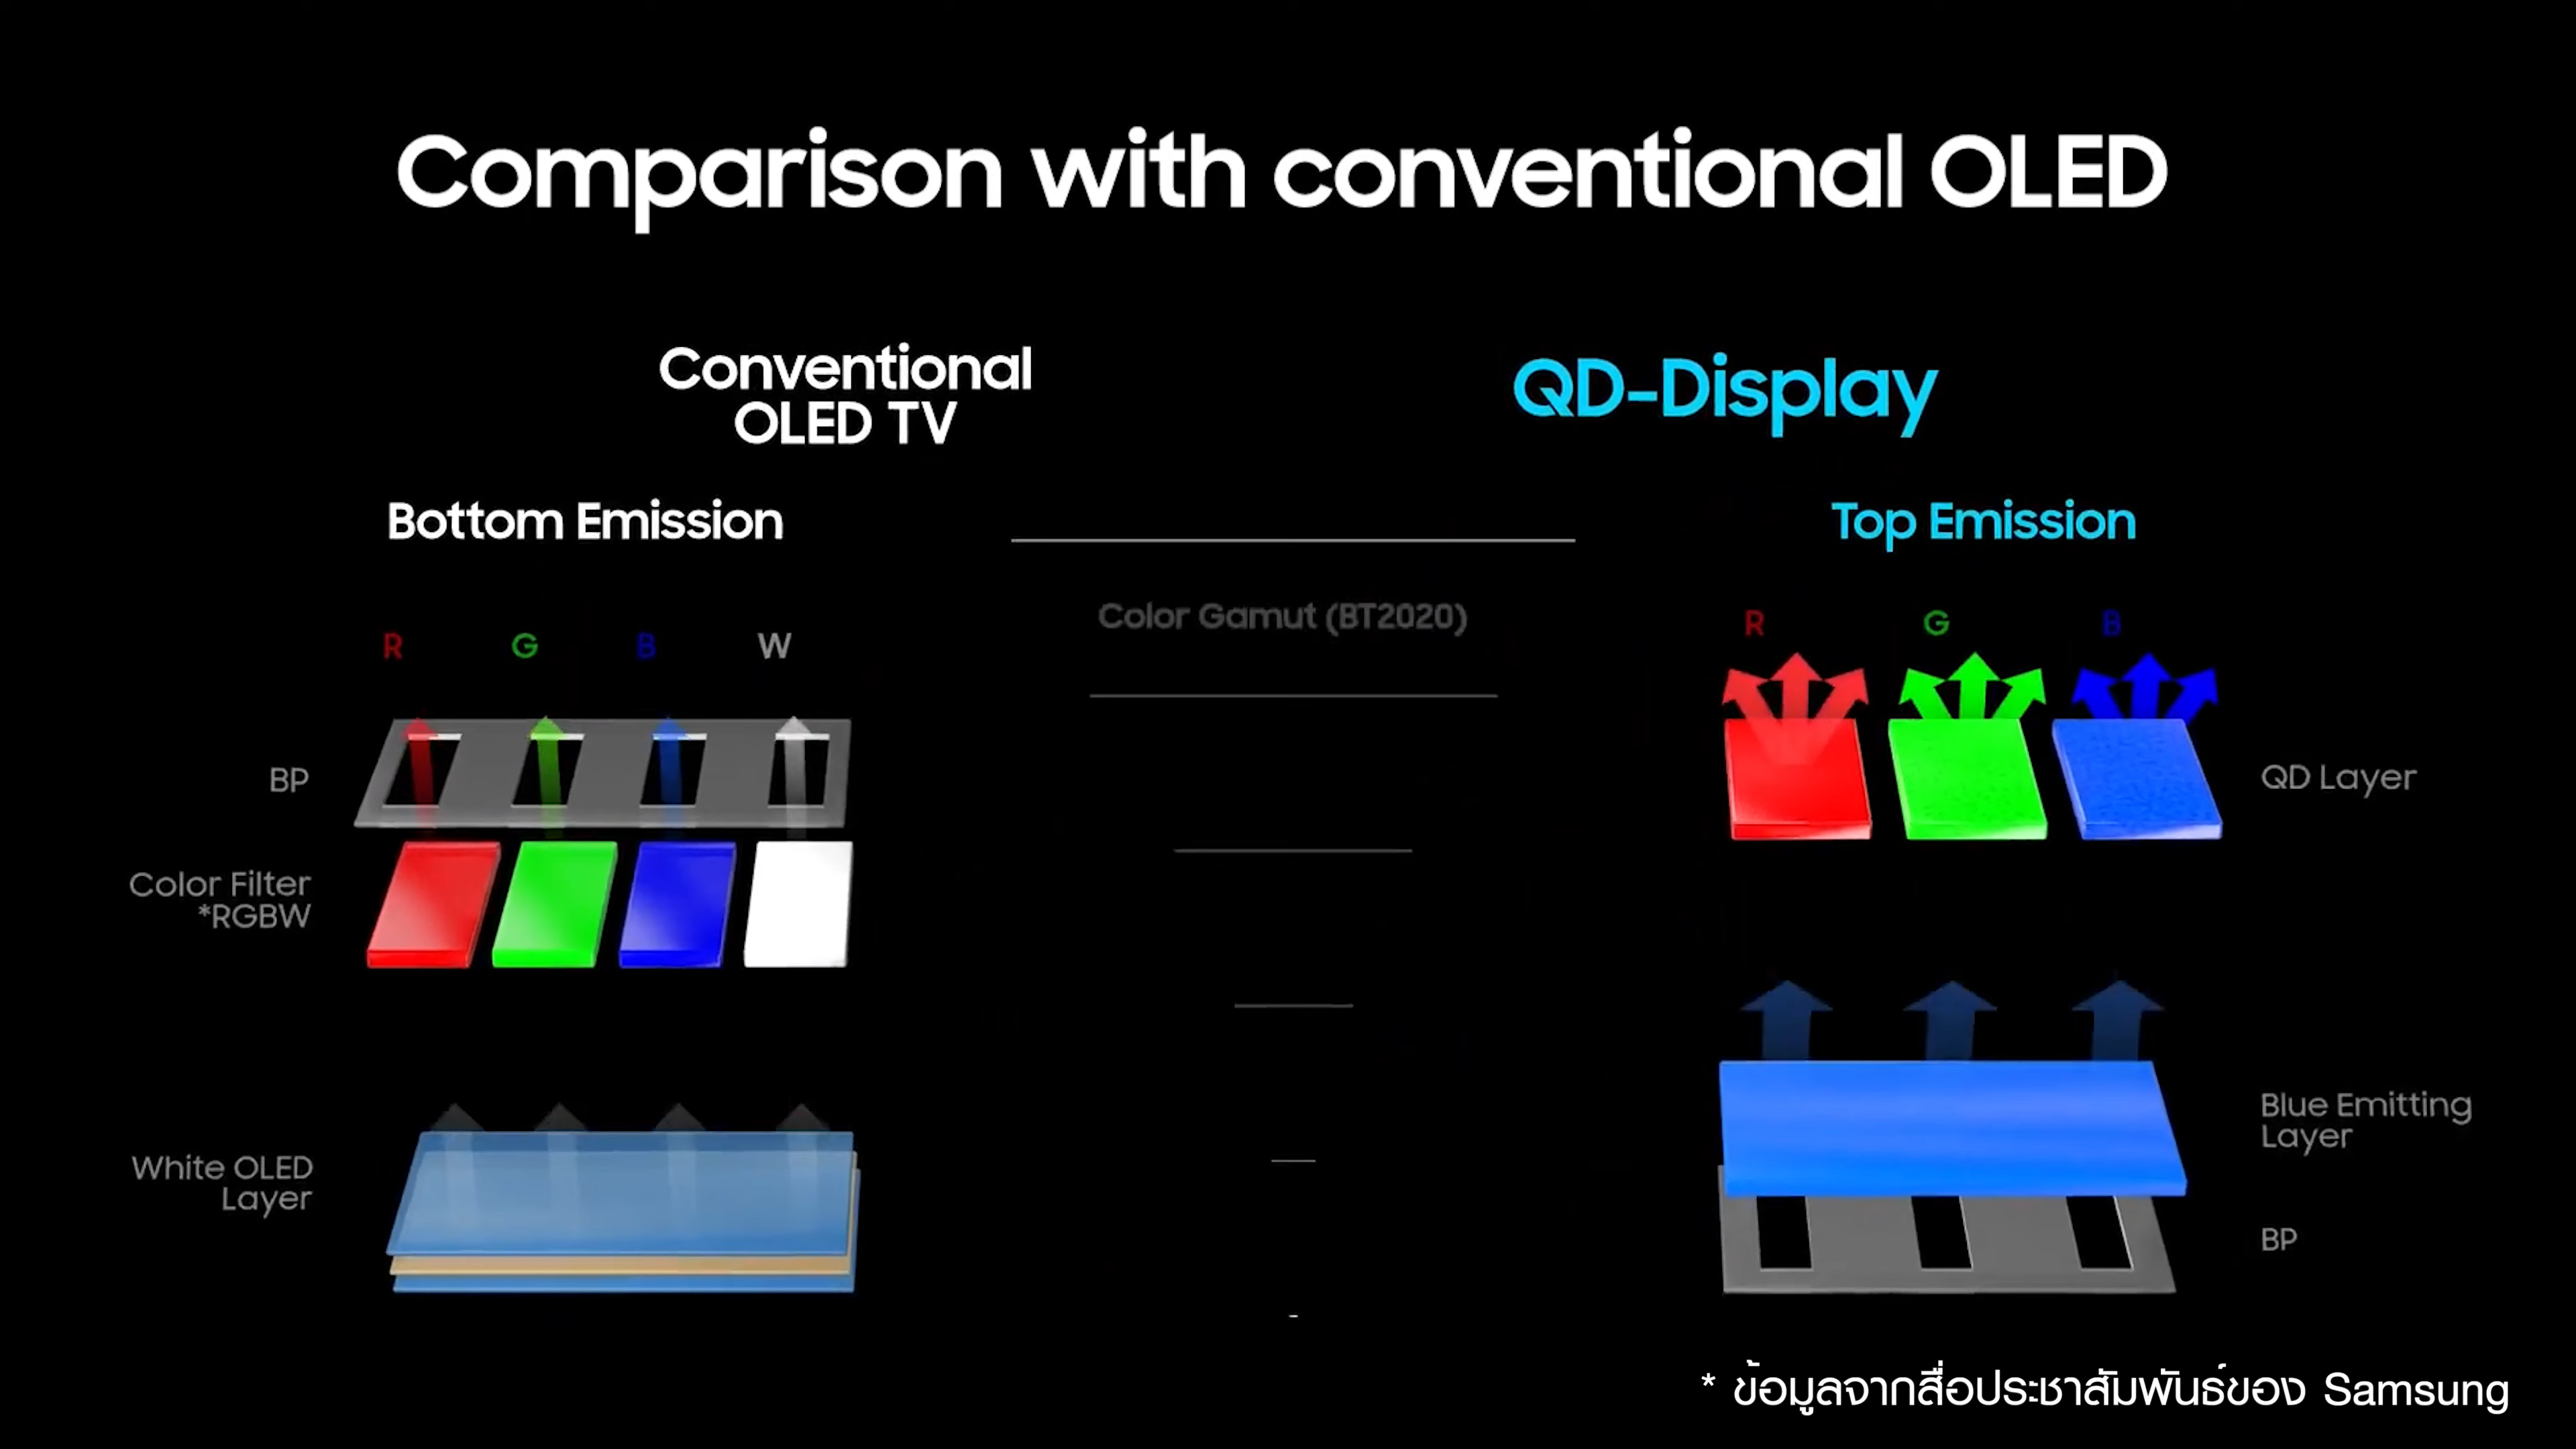 Comparison with conventional OLED
Conventional
OLED TV
QD-Display
Bottom Emission
Top Emission
Color Gamut (BT2020)
R G B W
R G B
BP
QD Layer
Color Filter
*RGBW
White OLED
Layer
Blue Emitting
Layer
BP
* ข้อมูลจากสื่อประชาสัมพันธ์ของ Samsung